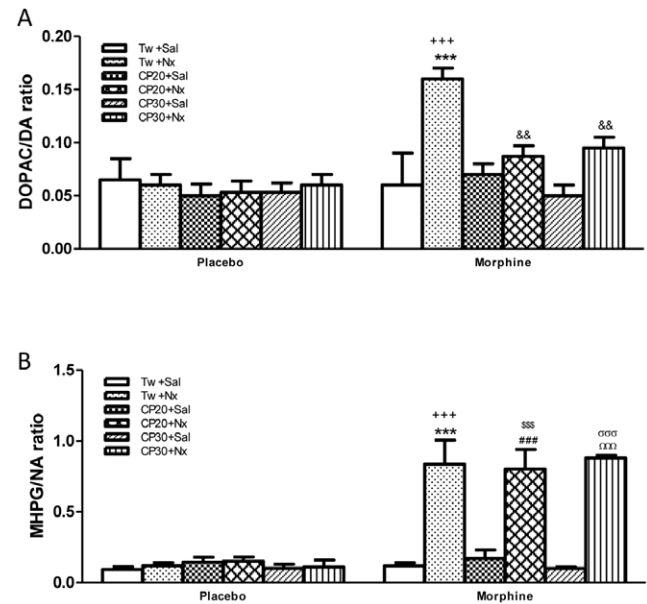 A
0.20
0.15
0.10
0.05
0.00
DOPAC/DA ratio
Tw +Sal
Tw +Nx
CP20+Sal
CP20+Nx
CP30+Sal
CP30+Nx
+++
***
&&
&&
Placebo
Morphine
B
1.5
1.0
0.5
0.0
MHPG/NA ratio
Tw +Sal
Tw +Nx
CP20+Sal
CP20+Nx
CP30+Sal
CP30+Nx
+++
***
$$$
###
σσσ
ΩΩΩ
Placebo
Morphine